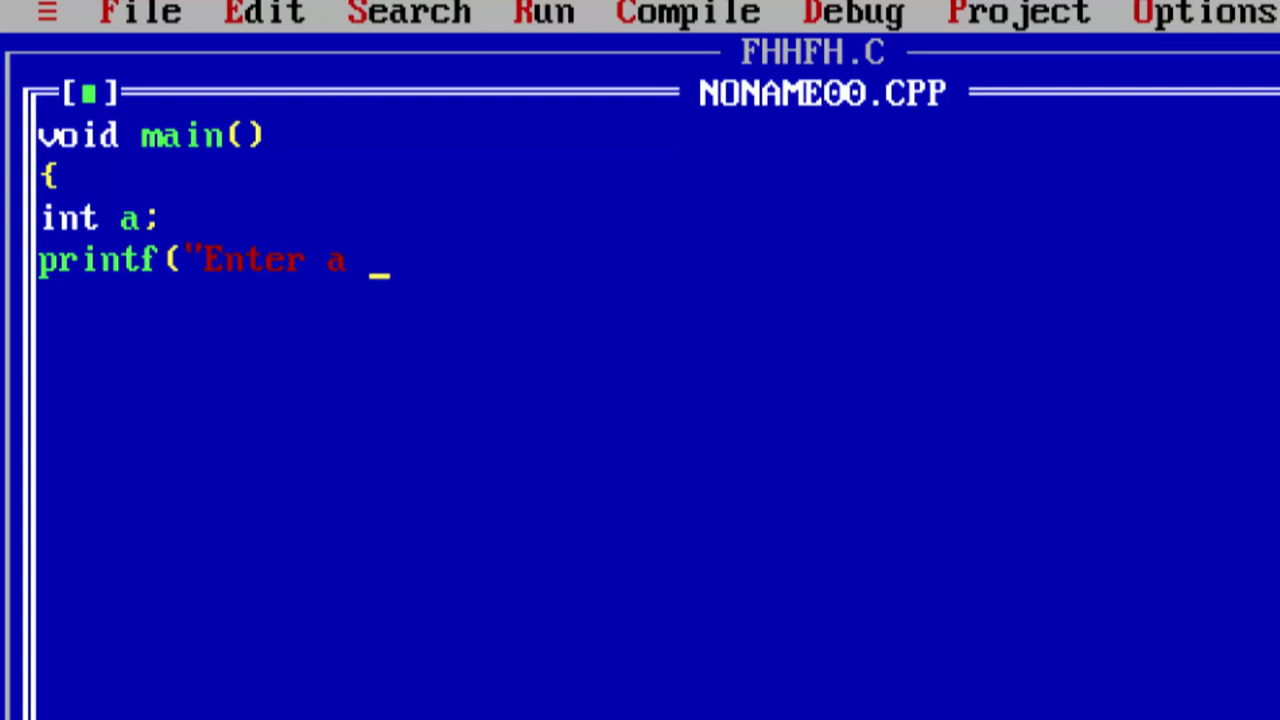 ≡ File Edit Search Run Compile Debug Project Options
FHHFH.C
[■] NONAME00.CPP
void main()
{
int a;
printf("Enter a _